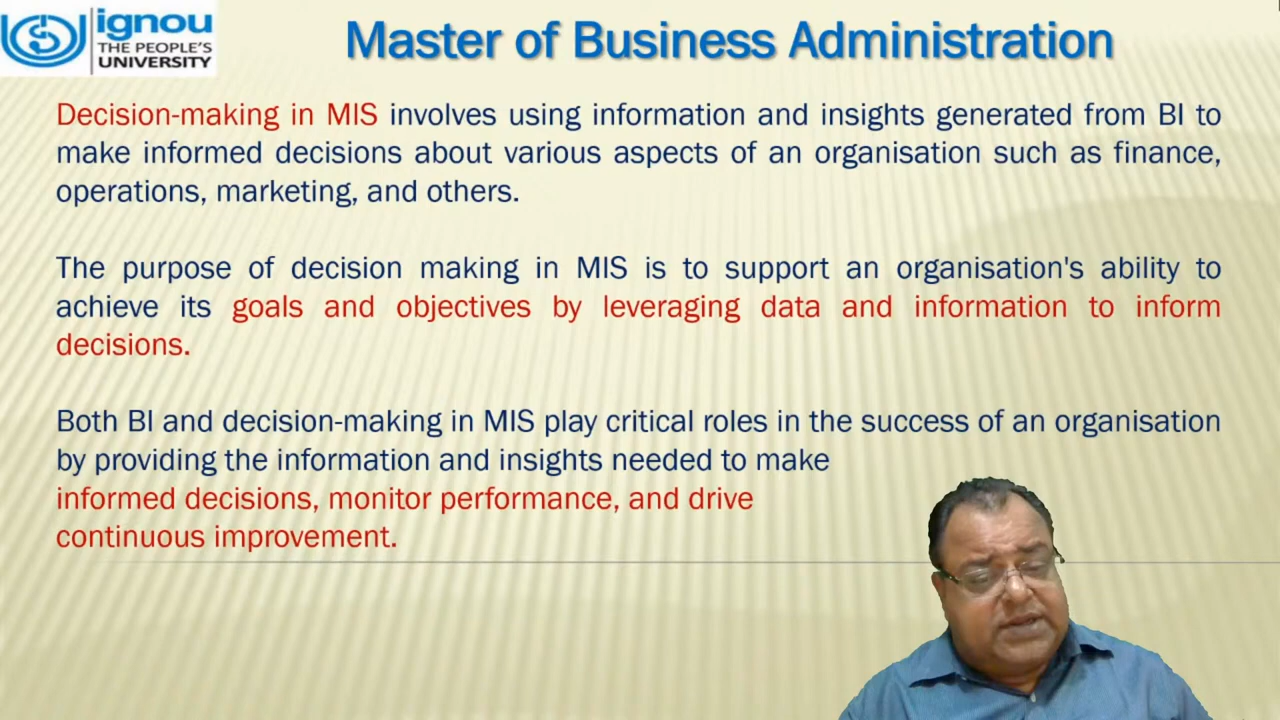 ignou
THE PEOPLE'S
UNIVERSITY
Master of Business Administration
Decision-making in MIS involves using information and insights generated from BI to
make informed decisions about various aspects of an organisation such as finance,
operations, marketing, and others.
The purpose of decision making in MIS is to support an organisation's ability to
achieve its goals and objectives by leveraging data and information to inform
decisions.
Both BI and decision-making in MIS play critical roles in the success of an organisation
by providing the information and insights needed to make
informed decisions, monitor performance, and drive
continuous improvement.